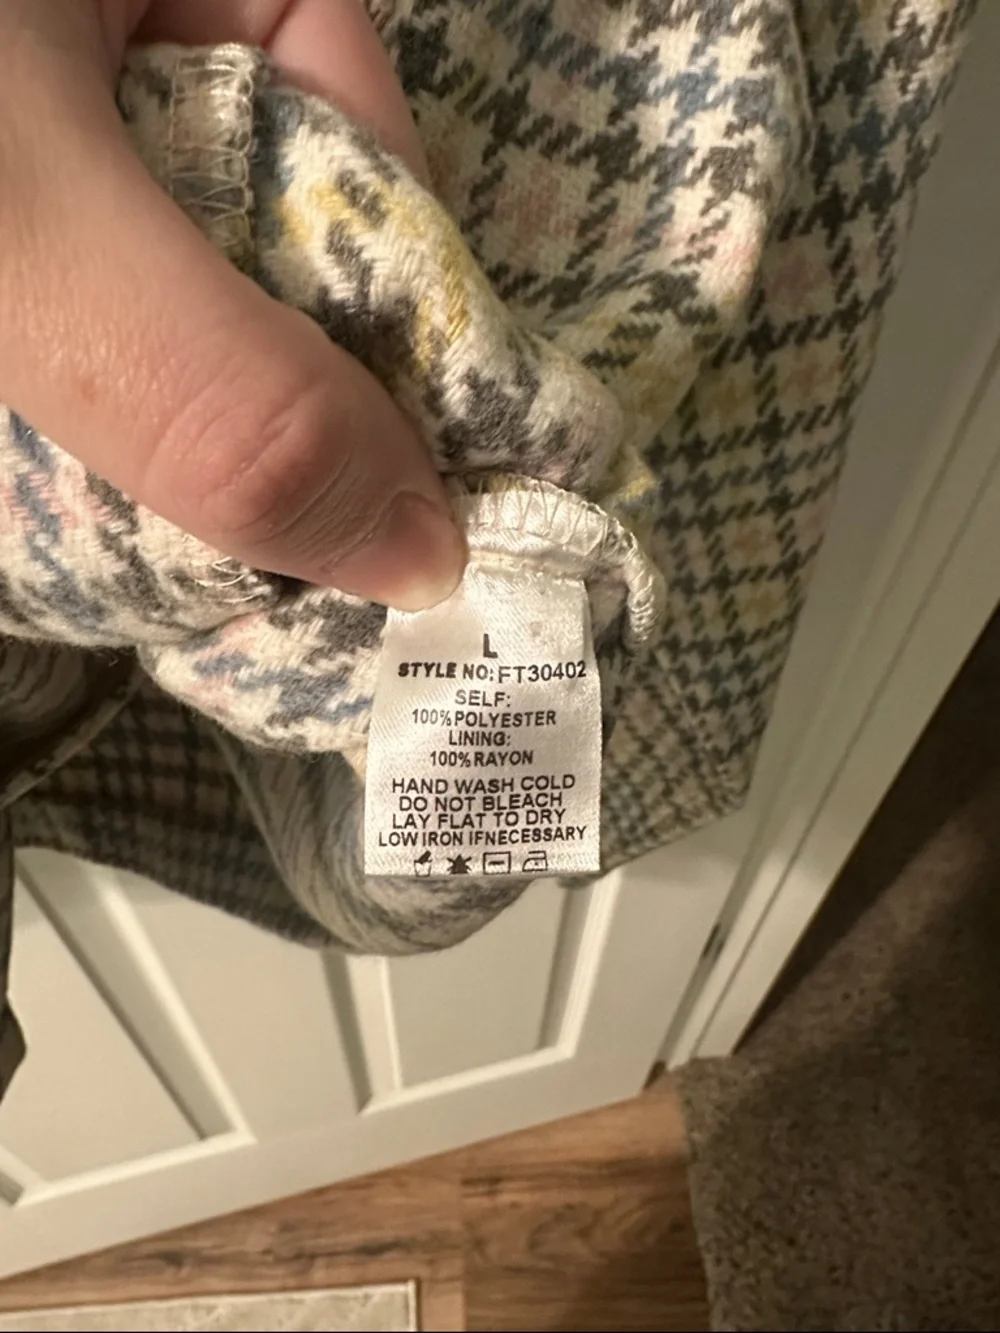 L
STYLE NO:FT30402
SELF:
100%POLYESTER
LINING:
100%RAYON
HAND WASH COLD
DO NOT BLEACH
LAY FLAT TO DRY
LOW IRON IFNECESSARY